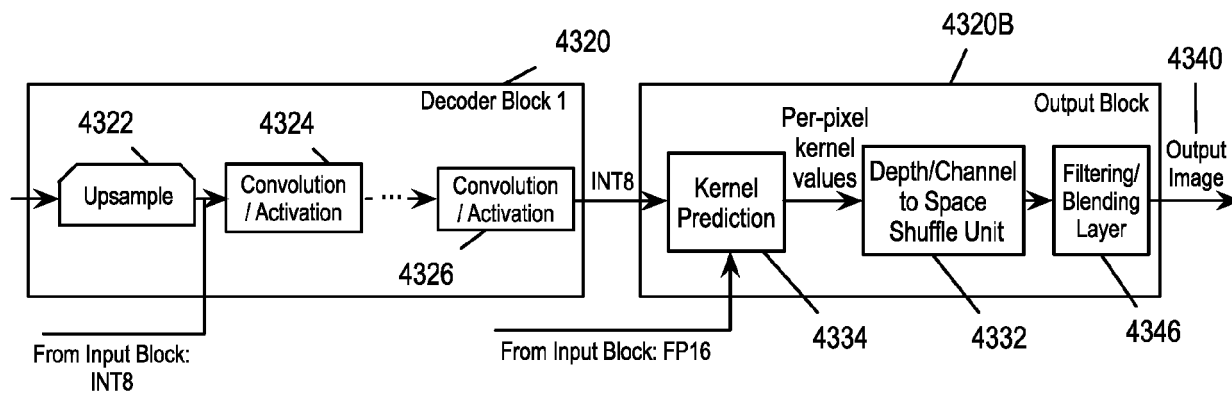 4320
4320B
4340
Decoder Block 1
Output Block
4322
4324
Upsample
Convolution
/ Activation
...
Convolution
/ Activation
4326
INT8
Kernel
Prediction
Per-pixel
kernel
values
Depth/Channel
to Space
Shuffle Unit
Filtering/
Blending
Layer
Output
Image
4334
4332
4346
From Input Block:
INT8
From Input Block: FP16